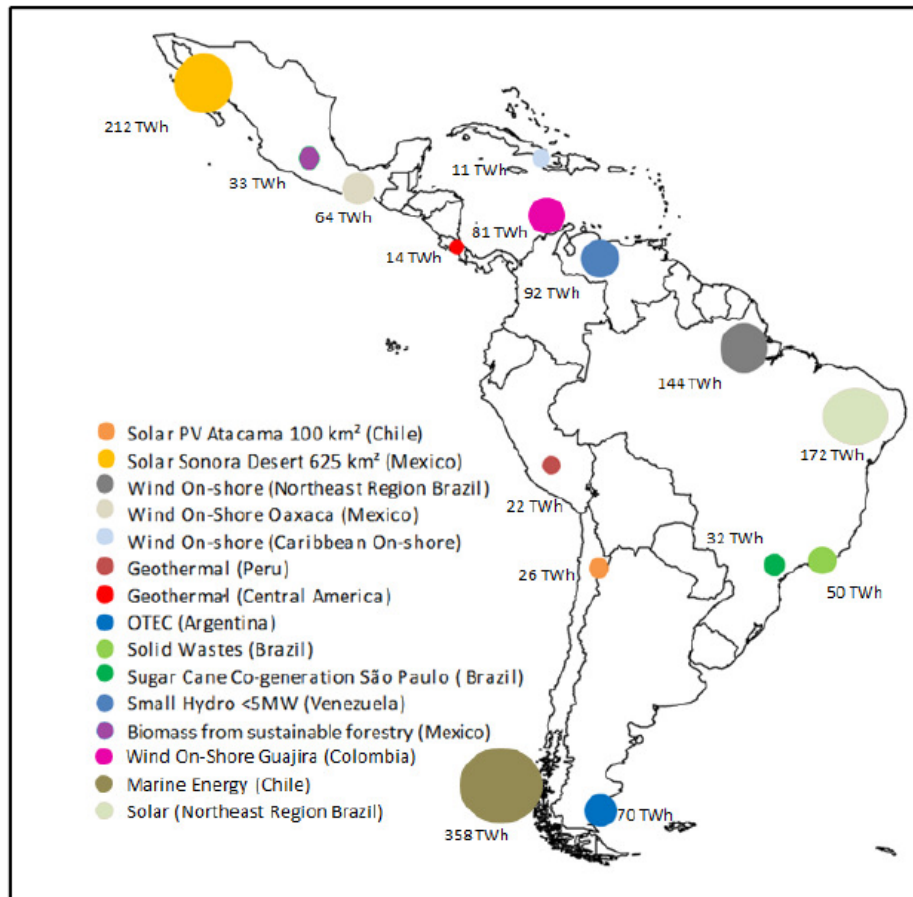 212 TWh
33 TWh
64 TWh
11 TWh
81 TWh
14 TWh
92 TWh
144 TWh
172 TWh
22 TWh
32 TWh
26 TWh
50 TWh
358 TWh
70 TWh
Solar PV Atacama 100 km² (Chile)
Solar Sonora Desert 625 km² (Mexico)
Wind On-shore (Northeast Region Brazil)
Wind On-Shore Oaxaca (Mexico)
Wind On-shore (Caribbean On-shore)
Geothermal (Peru)
Geothermal (Central America)
OTEC (Argentina)
Solid Wastes (Brazil)
Sugar Cane Co-generation São Paulo ( Brazil)
Small Hydro <5MW (Venezuela)
Biomass from sustainable forestry (Mexico)
Wind On-Shore Guajira (Colombia)
Marine Energy (Chile)
Solar (Northeast Region Brazil)